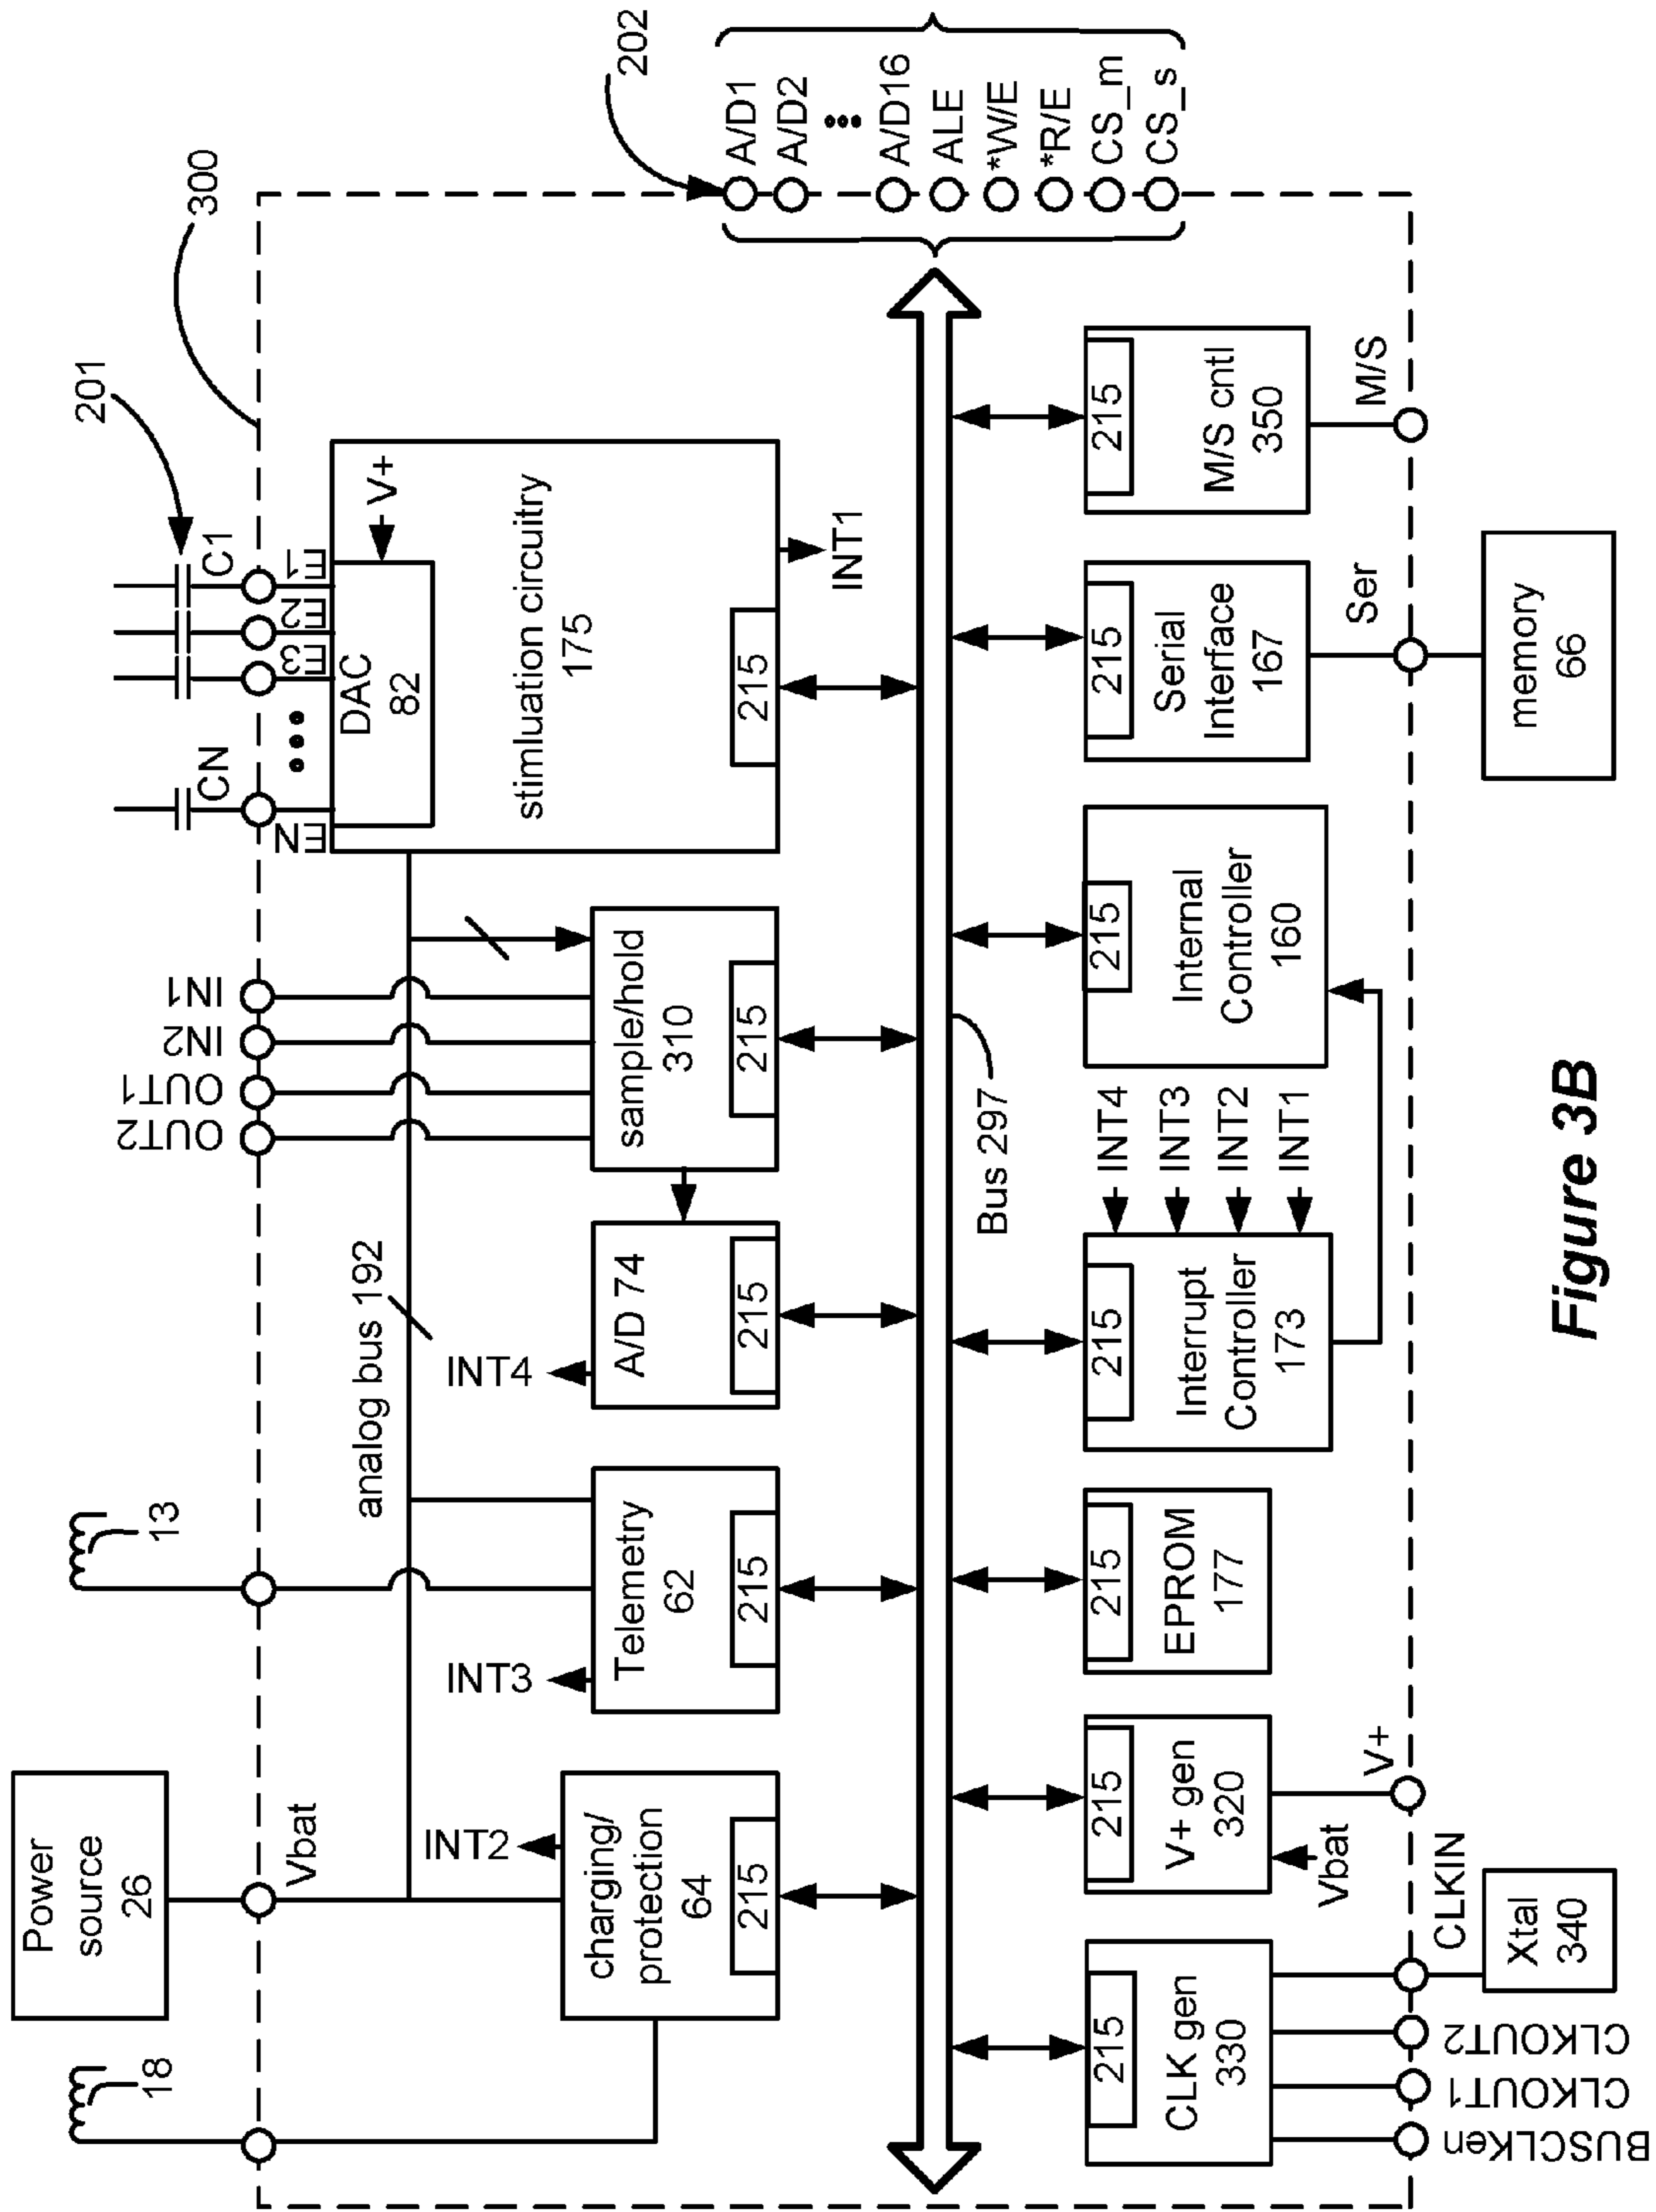 Power
source
26
18
13
201
300
202
Vbat
IN1
IN2
OUT1
OUT2
CN
C1
EN
E3
E2
E1
DAC
82
V+
stimluation circuitry
175
215
INT1
analog bus 192
INT2
charging/
protection
64
215
INT3
Telemetry
62
215
INT4
A/D 74
215
sample/hold
310
215
A/D1
A/D2
A/D16
ALE
*W/E
*R/E
CS_m
CS_s
Bus 297
215
CLK gen
330
215
V+ gen
320
Vbat
V+
215
EPROM
177
215
Interrupt
Controller
173
INT4
INT3
INT2
INT1
215
Internal
Controller
160
215
Serial
Interface
167
Ser
215
M/S cntl
350
M/S
BUSCLKen
CLKOUT1
CLKOUT2
CLKIN
Xtal
340
memory
66
Figure 3B